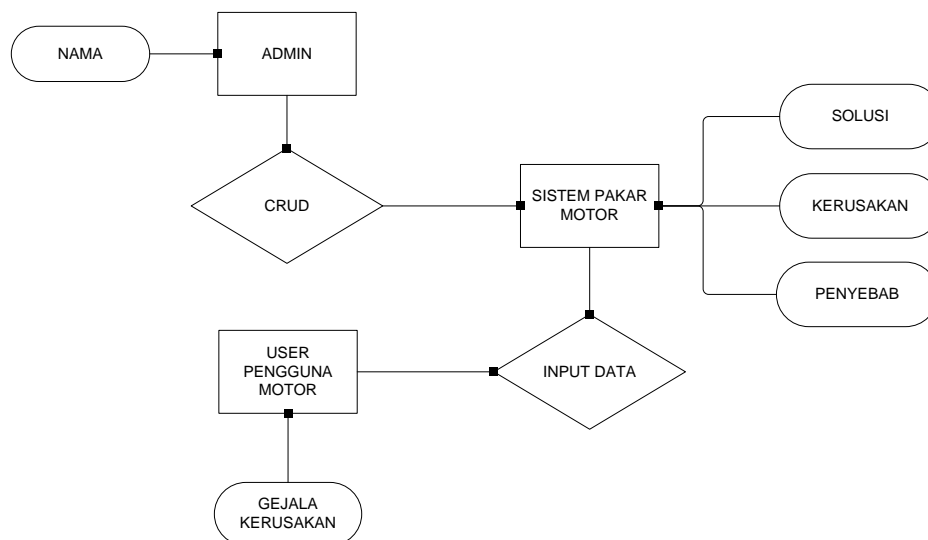 NAMA
ADMIN
SOLUSI
CRUD
SISTEM PAKAR
MOTOR
KERUSAKAN
PENYEBAB
USER
PENGGUNA
MOTOR
INPUT DATA
GEJALA
KERUSAKAN